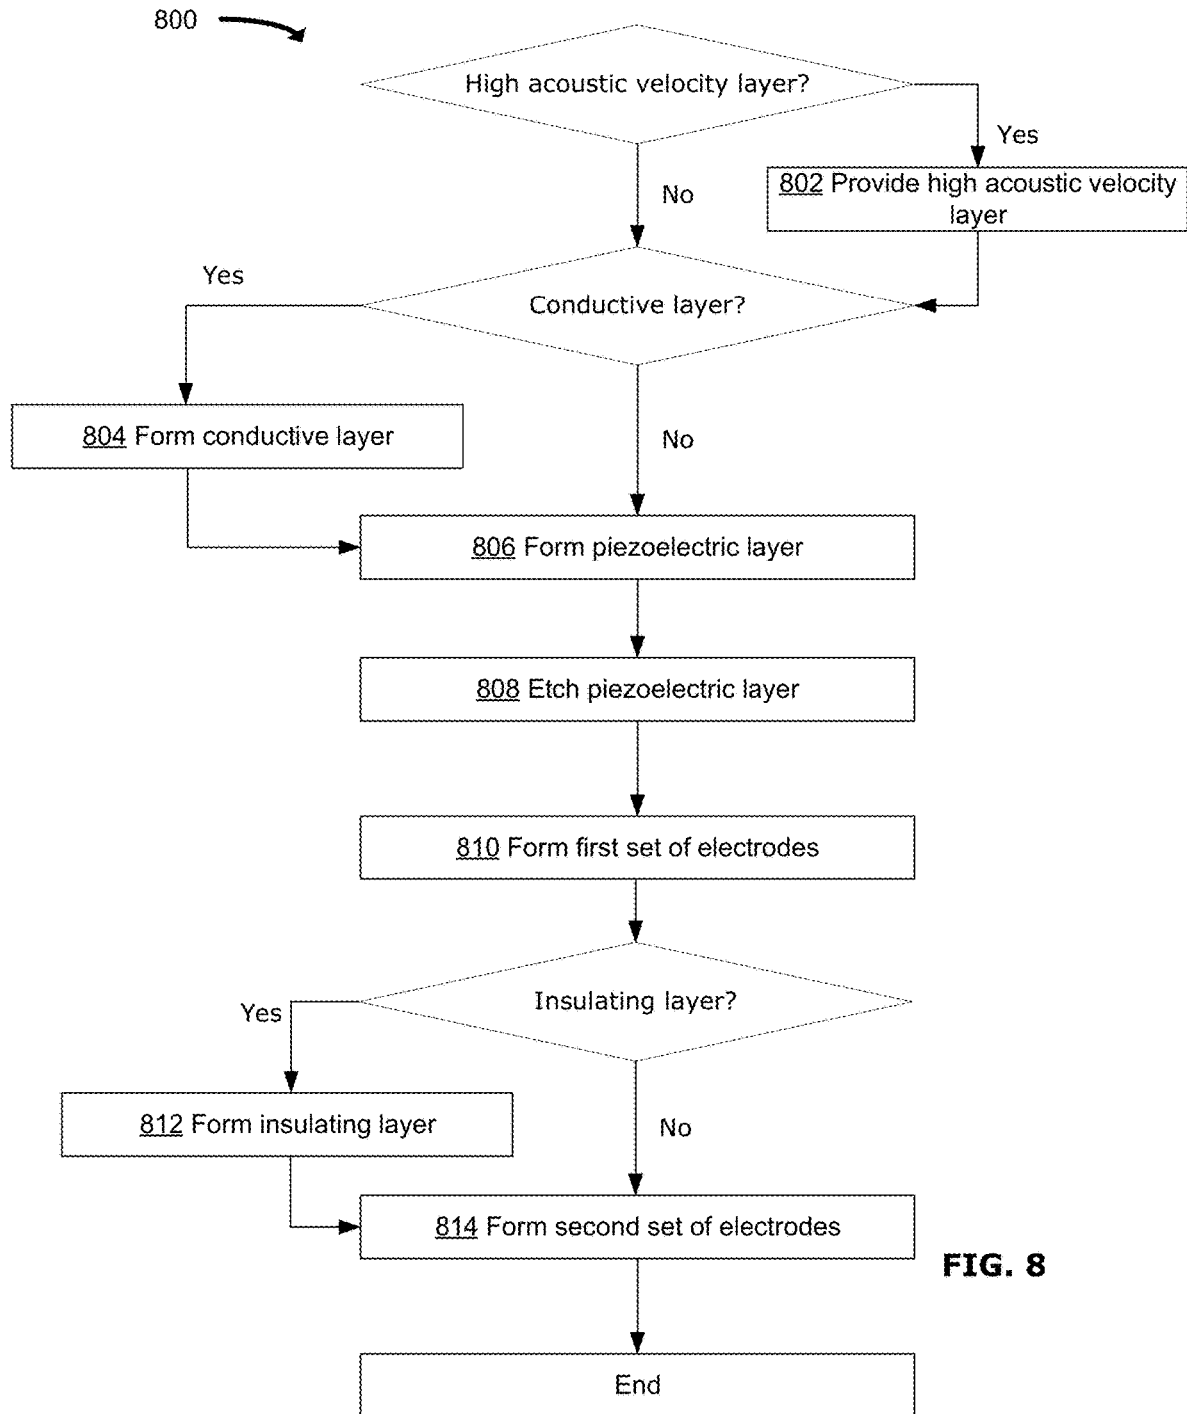 800
High acoustic velocity layer?
Yes
802 Provide high acoustic velocity
layer
No
Yes
Conductive layer?
804 Form conductive layer
No
806 Form piezoelectric layer
808 Etch piezoelectric layer
810 Form first set of electrodes
Insulating layer?
Yes
812 Form insulating layer
No
814 Form second set of electrodes
FIG. 8
End